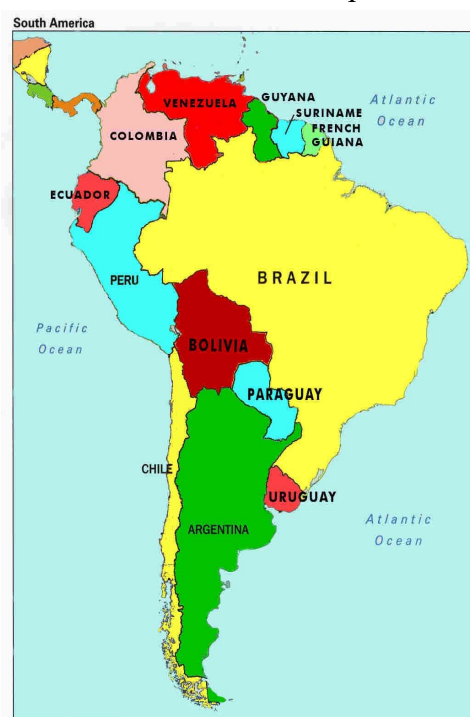 South America
VENEZUELA
GUYANA
SURINAME
FRENCH
GUIANA
Atlantic
Ocean
COLOMBIA
ECUADOR
PERU
BRAZIL
Pacific
Ocean
BOLIVIA
PARAGUAY
CHILE
URUGUAY
ARGENTINA
Atlantic
Ocean